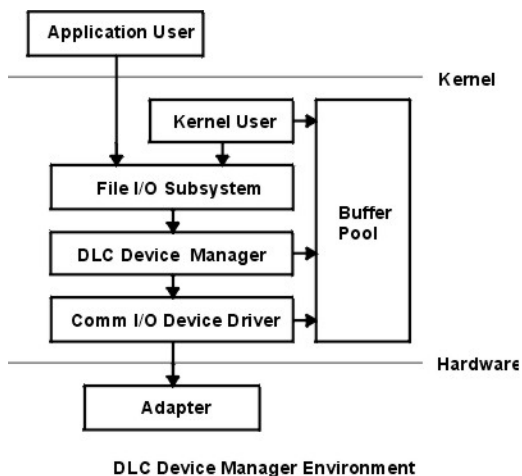 Application User
Kernel
Kernel User
File I/O Subsystem
Buffer
Pool
DLC Device Manager
Comm I/O Device Driver
Hardware
Adapter
DLC Device Manager Environment